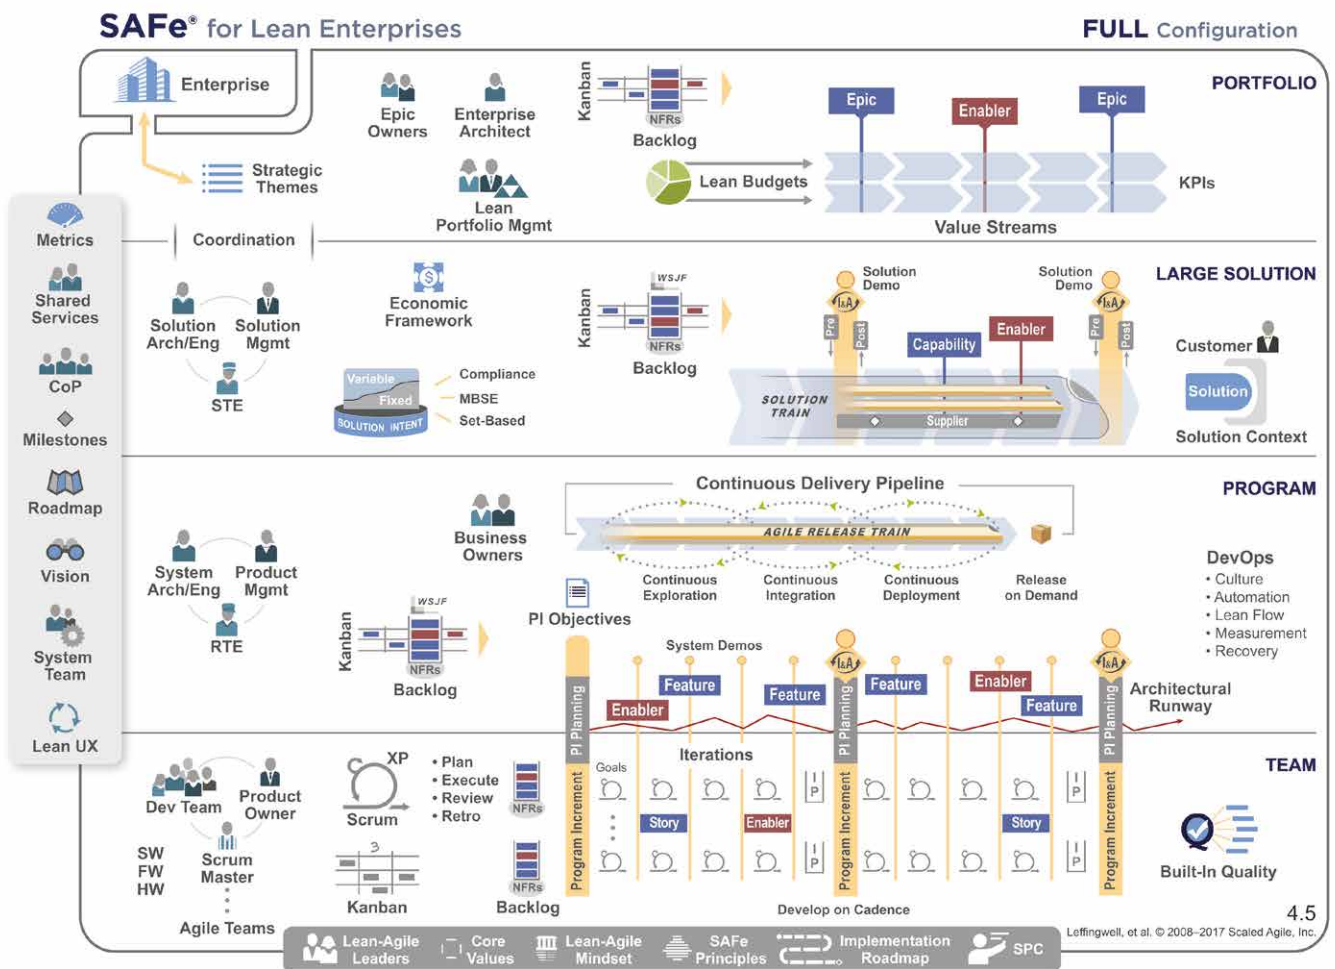 SAFe® for Lean Enterprises
FULL Configuration
Enterprise
Strategic
Themes
Epic
Owners
Enterprise
Architect
Lean
Portfolio Mgmt
Kanban
NFRs
Backlog
Lean Budgets
Epic
Enabler
Epic
Value Streams
KPIs
PORTFOLIO
Metrics
Shared
Services
CoP
Milestones
Roadmap
Vision
System
Team
Lean UX
Coordination
Solution
Arch/Eng
Solution
Mgmt
STE
Economic
Framework
Variable
Fixed
SOLUTION INTENT
Compliance
MBSE
Set-Based
Kanban
WSJF
NFRs
Backlog
Solution
Demo
I&A
Pre
Post
Capability
Enabler
SOLUTION
TRAIN
Supplier
Solution
Demo
I&A
Pre
Post
LARGE SOLUTION
Customer
Solution
Solution Context
System
Arch/Eng
Product
Mgmt
RTE
Business
Owners
Kanban
WSJF
NFRs
Backlog
Continuous Delivery Pipeline
AGILE RELEASE TRAIN
Continuous
Exploration
Continuous
Integration
Continuous
Deployment
Release
on Demand
PROGRAM
DevOps
• Culture
• Automation
• Lean Flow
• Measurement
• Recovery
PI Objectives
System Demos
PI Planning
Enabler
Feature
Feature
I&A
PI Planning
Feature
Enabler
Feature
I&A
PI Planning
Architectural
Runway
TEAM
Dev Team
Product
Owner
Scrum
Master
SW
FW
HW
Agile Teams
XP
Scrum
• Plan
• Execute
• Review
• Retro
3
Kanban
NFRs
NFRs
Backlog
Program Increment
Goals
Iterations
Story
Enabler
I
P
I
P
Program Increment
Story
I
P
I
P
Program Increment
Develop on Cadence
Built-In Quality
4.5
Leffingwell, et al. © 2008–2017 Scaled Agile, Inc.
Lean-Agile
Leaders
Core
Values
Lean-Agile
Mindset
SAFe
Principles
Implementation
Roadmap
SPC